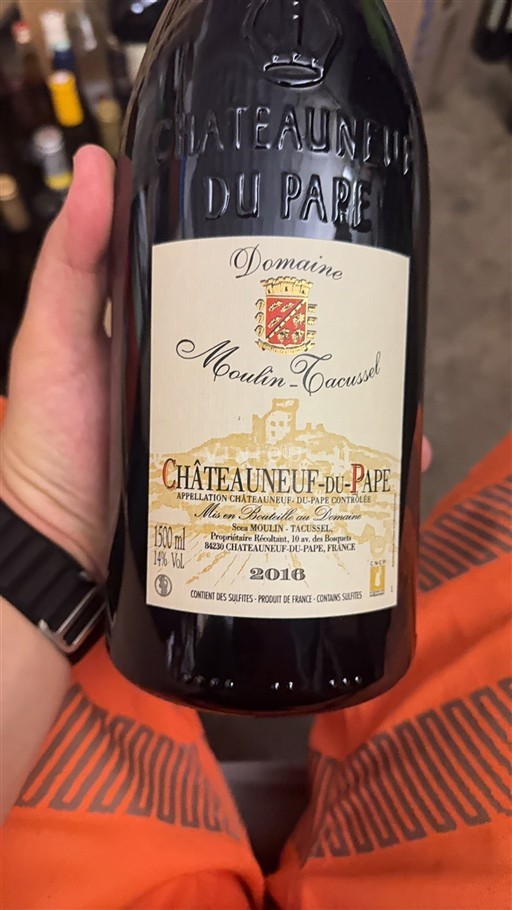 CHATEAUNEUF
DU PAPE
Domaine
Moulin-Tacussel
CHÂTEAUNEUF-DU-PAPE
APPELLATION CHÂTEAUNEUF-DU-PAPE CONTRÔLÉE
Mis en Bouteille au Domaine
Scea MOULIN - TACUSSEL,
Propriétaire Récoltant, 10 av. des Bosquets
84230 CHATEAUNEUF-DU-PAPE, FRANCE
1500 ml
14% Vol.
2016
CONTIENT DES SULFITES - PRODUIT DE FRANCE - CONTAINS SULFITES